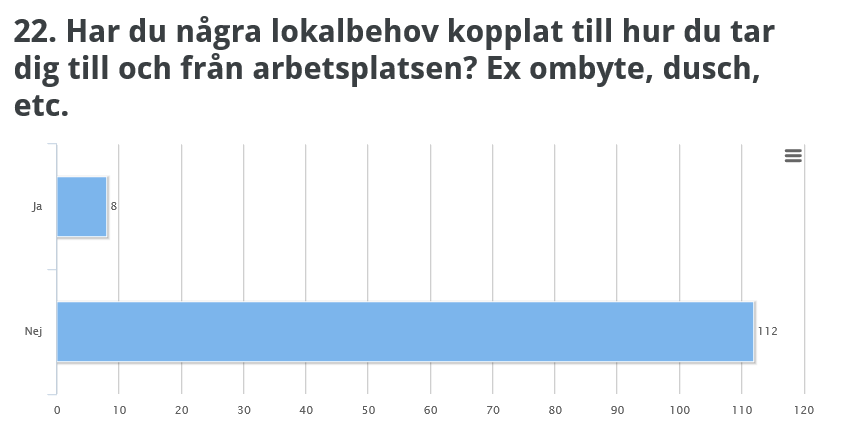 22. Har du några lokalbehov kopplat till hur du tar
dig till och från arbetsplatsen? Ex ombyte, dusch,
etc.
Ja
8
Nej
112
0 10 20 30 40 50 60 70 80 90 100 110 120